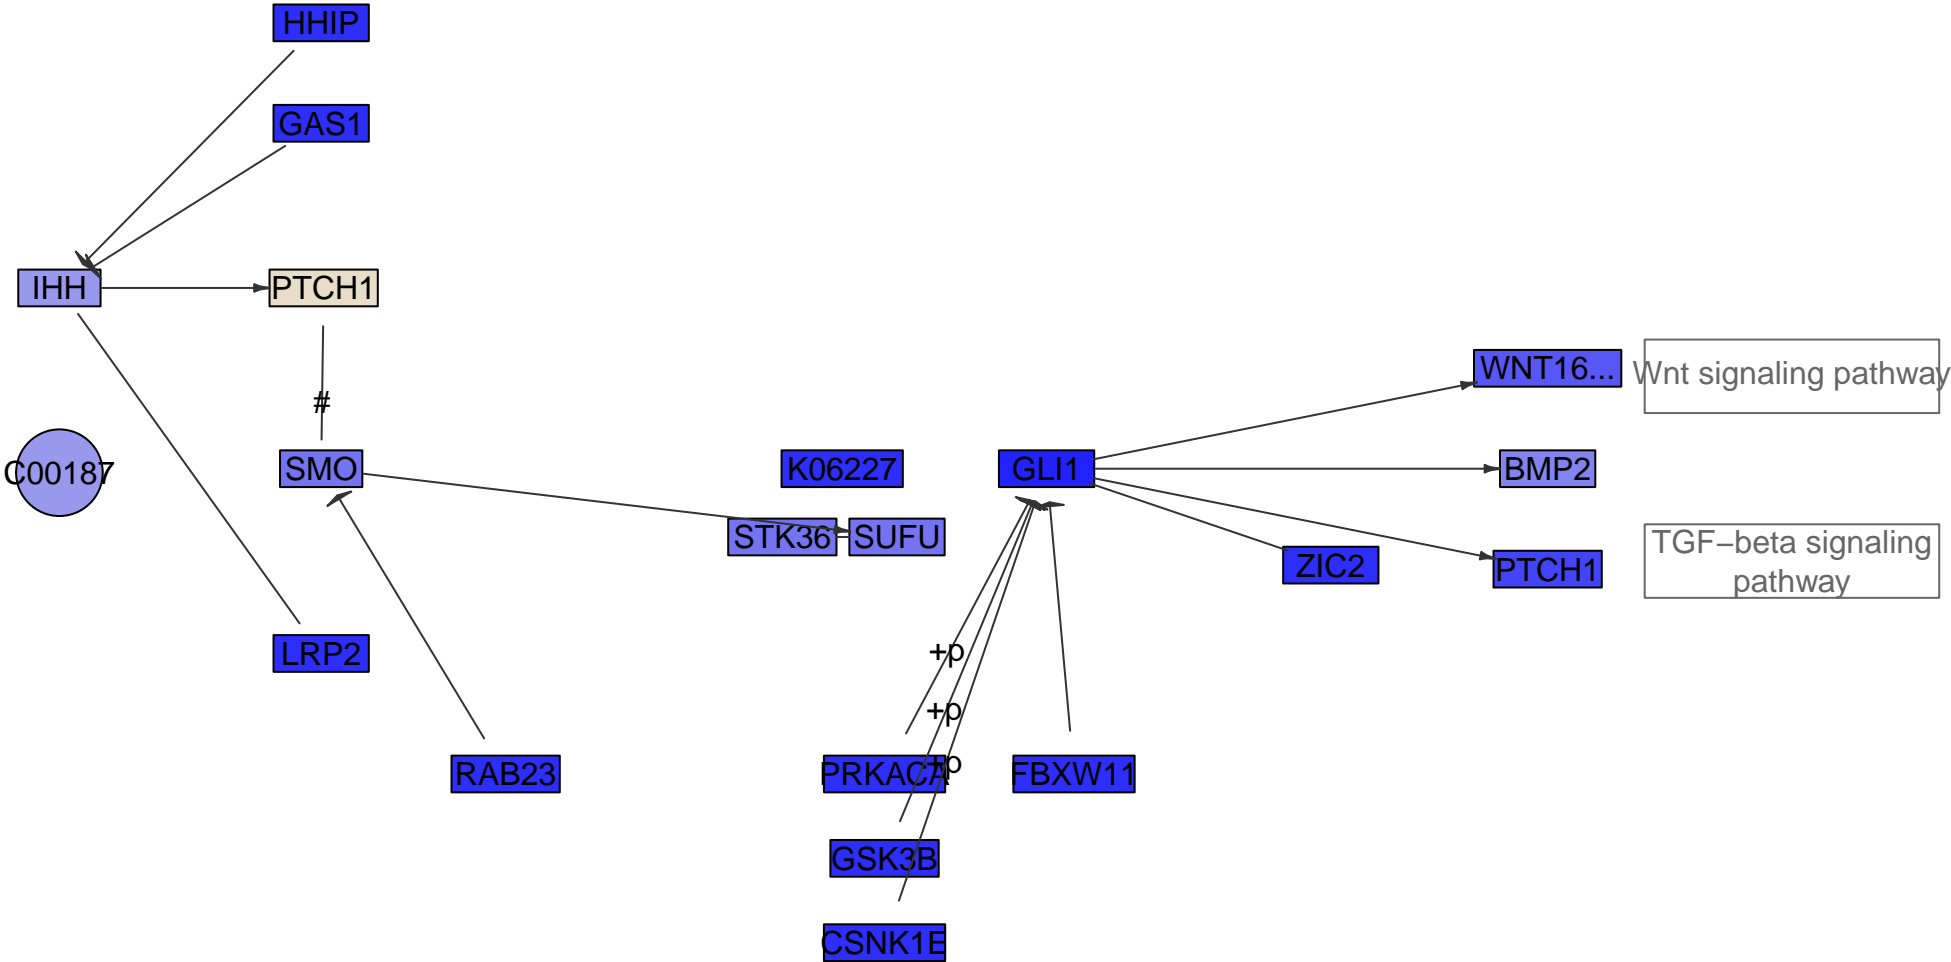 HHIP
GAS1
IHH
PTCH1
#
WNT16...
Wnt signaling pathway
C00187
SMO
K06227
GLI1
BMP2
STK36
SUFU
ZIC2
PTCH1
TGF−beta signaling
pathway
LRP2
+p
+p
+p
RAB23
PRKACA
FBXW11
GSK3B
CSNK1E